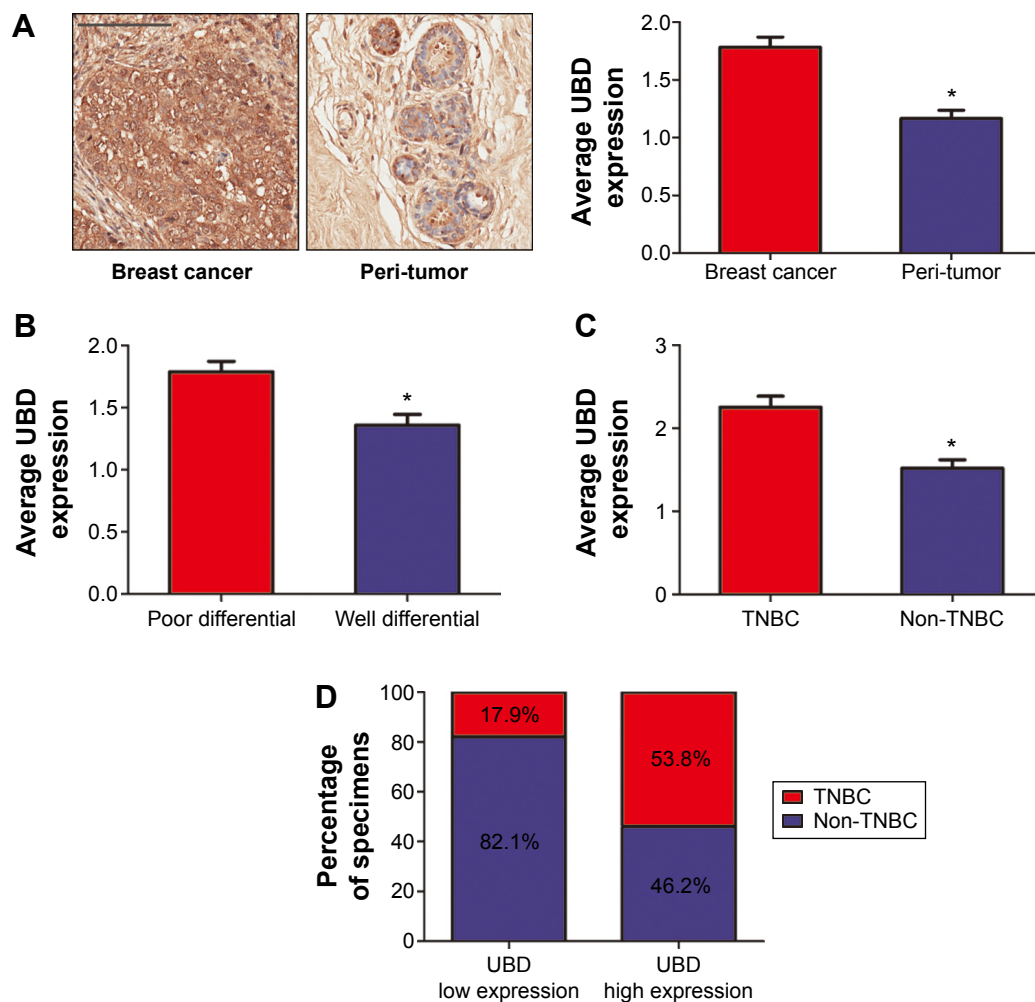 A
Breast cancer
Peri-tumor
Average UBD
expression
2.0
1.5
1.0
0.5
0.0
*
Breast cancer
Peri-tumor
B
Average UBD
expression
2.0
1.5
1.0
0.5
0.0
*
Poor differential
Well differential
C
Average UBD
expression
3
2
1
0
*
TNBC
Non-TNBC
D
Percentage
of specimens
100
80
60
40
20
0
17.9%
82.1%
53.8%
46.2%
UBD
low expression
UBD
high expression
TNBC
Non-TNBC